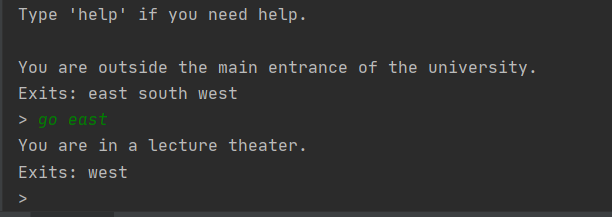 Type 'help' if you need help.
You are outside the main entrance of the university.
Exits: east south west
> go east
You are in a lecture theater.
Exits: west
>